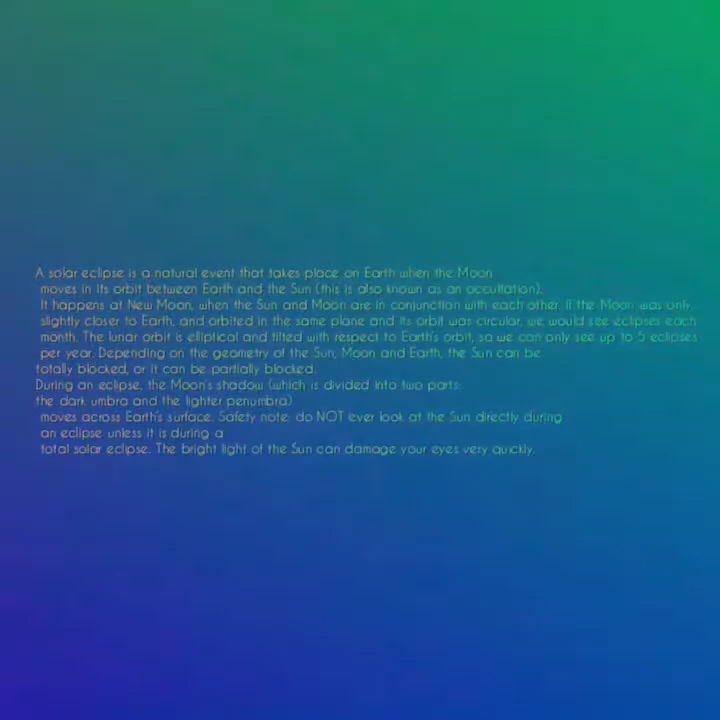 A solar eclipse is a natural event that takes place on Earth when the Moon
moves in its orbit between Earth and the Sun (this is also known as an occultation).
It happens at New Moon, when the Sun and Moon are in conjunction with each other. If the Moon was only
slightly closer to Earth, and orbited in the same plane and its orbit was circular, we would see eclipses each
month. The lunar orbit is elliptical and tilted with respect to Earth's orbit, so we can only see up to 5 eclipses
per year. Depending on the geometry of the Sun, Moon and Earth, the Sun can be
totally blocked, or it can be partially blocked.
During an eclipse, the Moon's shadow (which is divided into two parts:
the dark umbra and the lighter penumbra)
moves across Earth's surface. Safety note: do NOT ever look at the Sun directly during
an eclipse unless it is during a
total solar eclipse. The bright light of the Sun can damage your eyes very quickly.